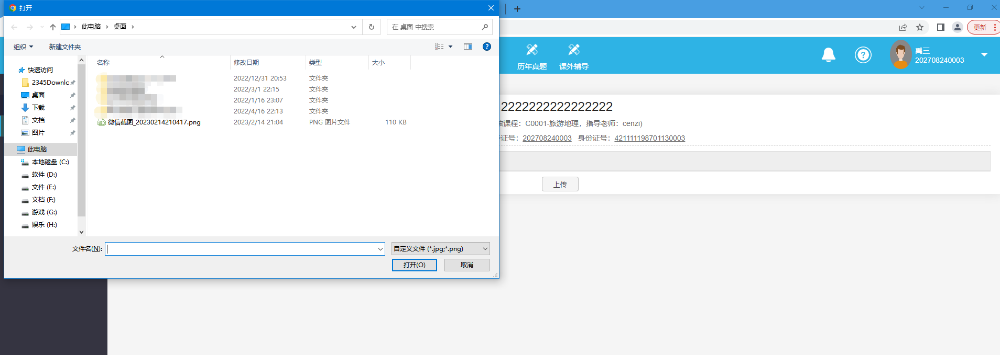 打开
此电脑 桌面
在 桌面 中搜索
更新
组织 新建文件夹
历年真题 课外辅导
禹三
202708240003
名称 修改日期 类型 大小
快速访问
2345Downlc
桌面
下载
文档
图片
此电脑
本地磁盘 (C:)
软件 (D:)
文件 (E:)
文档 (F:)
游戏 (G:)
娱乐 (H:)
2022/12/31 20:53 文件夹
2022/3/1 22:15 文件夹
2022/1/16 23:07 文件夹
2022/4/16 22:13 文件夹
微信截图_20230214210417.png 2023/2/14 21:04 PNG 图片文件 110 KB
文件名(N):
自定义文件 (*.jpg;*.png)
打开(O) 取消
2222222222222222
课程：C0001-旅游地理，指导老师：cenzi)
证号：202708240003 身份证号：421111198701130003
上传